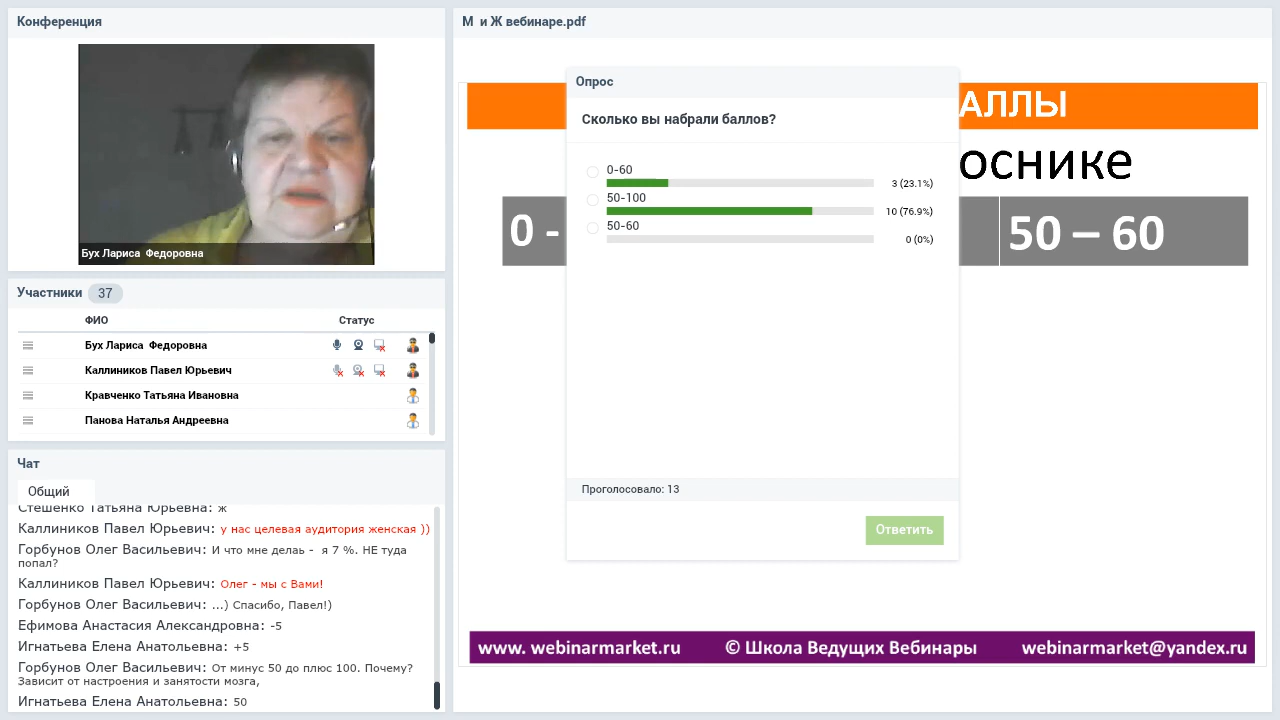 Конференция
Бух Лариса Федоровна
Участники 37
ФИО Статус
Бух Лариса Федоровна
Каллиников Павел Юрьевич
Кравченко Татьяна Ивановна
Панова Наталья Андреевна
Чат
Общий
Стешенко Татьяна Юрьевна: ж
Каллиников Павел Юрьевич: у нас целевая аудитория женская ))
Горбунов Олег Васильевич: И что мне делаь - я 7 %. НЕ туда
попал?
Каллиников Павел Юрьевич: Олег - мы с Вами!
Горбунов Олег Васильевич: ...) Спасибо, Павел!)
Ефимова Анастасия Александровна: -5
Игнатьева Елена Анатольевна: +5
Горбунов Олег Васильевич: От минус 50 до плюс 100. Почему?
Зависит от настроения и занятости мозга,
Игнатьева Елена Анатольевна: 50
М и Ж вебинаре.pdf
АЛЛЫ
оснике
0 -
50 – 60
Опрос
Сколько вы набрали баллов?
0-60
3 (23.1%)
50-100
10 (76.9%)
50-60
0 (0%)
Проголосовало: 13
Ответить
www. webinarmarket.ru © Школа Ведущих Вебинары webinarmarket@yandex.ru